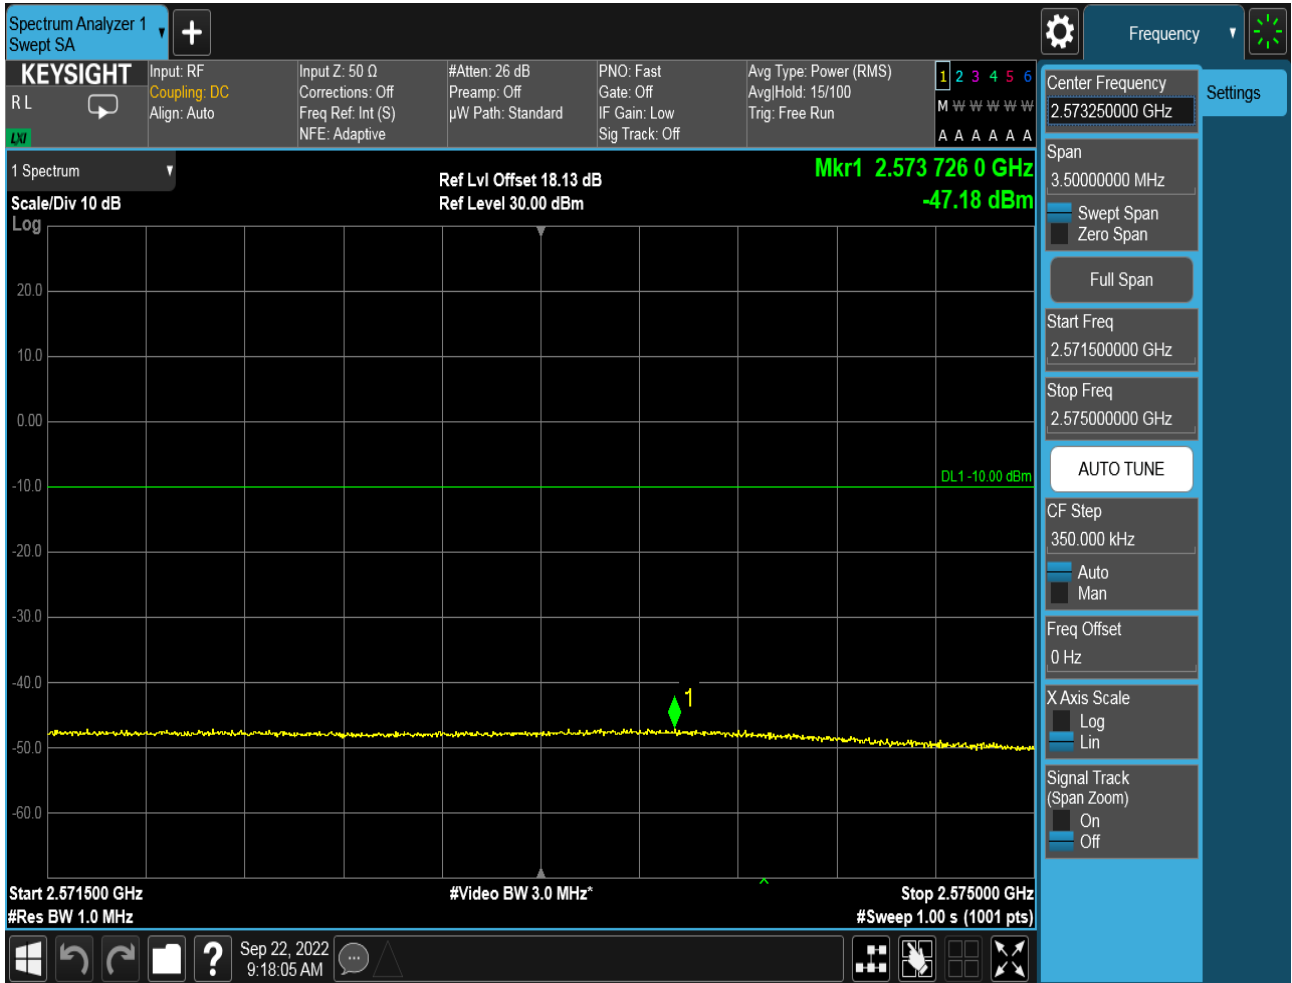 Spectrum Analyzer 1
Swept SA
Frequency
KEYSIGHT
R L
LXI
Input: RF
Coupling: DC
Align: Auto
Input Z: 50 Ω
Corrections: Off
Freq Ref: Int (S)
NFE: Adaptive
#Atten: 26 dB
Preamp: Off
µW Path: Standard
PNO: Fast
Gate: Off
IF Gain: Low
Sig Track: Off
Avg Type: Power (RMS)
Avg|Hold: 15/100
Trig: Free Run
1 2 3 4 5 6
M W W W W W
A A A A A A
1 Spectrum
Scale/Div 10 dB
Log
Ref Lvl Offset 18.13 dB
Ref Level 30.00 dBm
Mkr1 2.573 726 0 GHz
-47.18 dBm
20.0
10.0
0.00
-10.0
-20.0
-30.0
-40.0
-50.0
-60.0
DL1 -10.00 dBm
1
Start 2.571500 GHz
#Res BW 1.0 MHz
#Video BW 3.0 MHz*
Stop 2.575000 GHz
#Sweep 1.00 s (1001 pts)
Sep 22, 2022
9:18:05 AM
Settings
Center Frequency
2.573250000 GHz
Span
3.50000000 MHz
Swept Span
Zero Span
Full Span
Start Freq
2.571500000 GHz
Stop Freq
2.575000000 GHz
AUTO TUNE
CF Step
350.000 kHz
Auto
Man
Freq Offset
0 Hz
X Axis Scale
Log
Lin
Signal Track
(Span Zoom)
On
Off